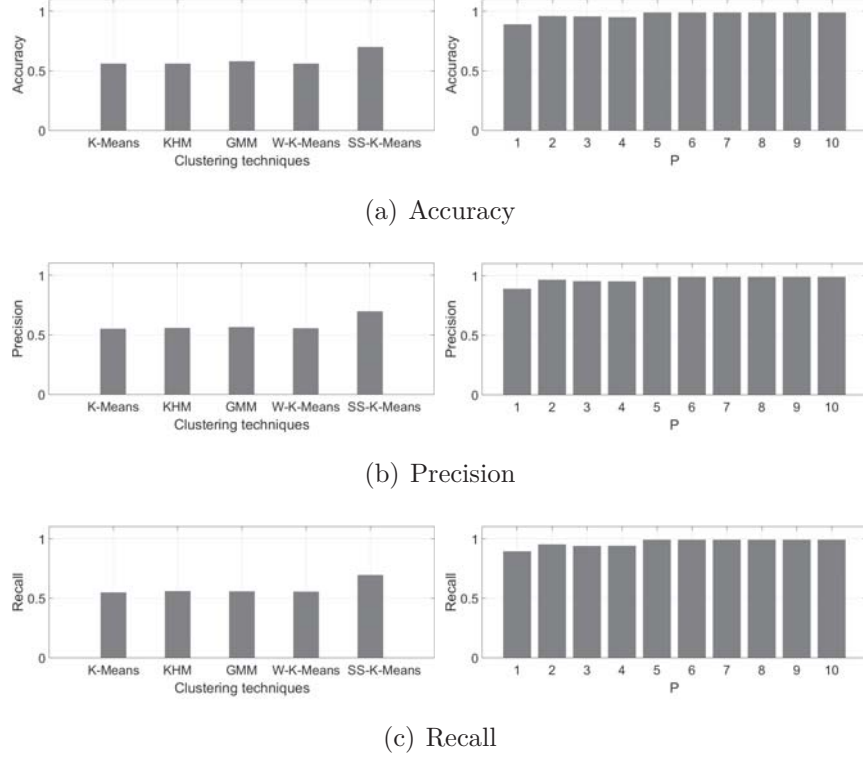 1
0.5
0
Accuracy
K-Means KHM GMM W-K-Means SS-K-Means
Clustering techniques
1
0.5
0
Accuracy
1 2 3 4 5 6 7 8 9 10
P
(a) Accuracy
1
0.5
0
Precision
K-Means KHM GMM W-K-Means SS-K-Means
Clustering techniques
1
0.5
0
Precision
1 2 3 4 5 6 7 8 9 10
P
(b) Precision
1
0.5
0
Recall
K-Means KHM GMM W-K-Means SS-K-Means
Clustering techniques
1
0.5
0
Recall
1 2 3 4 5 6 7 8 9 10
P
(c) Recall